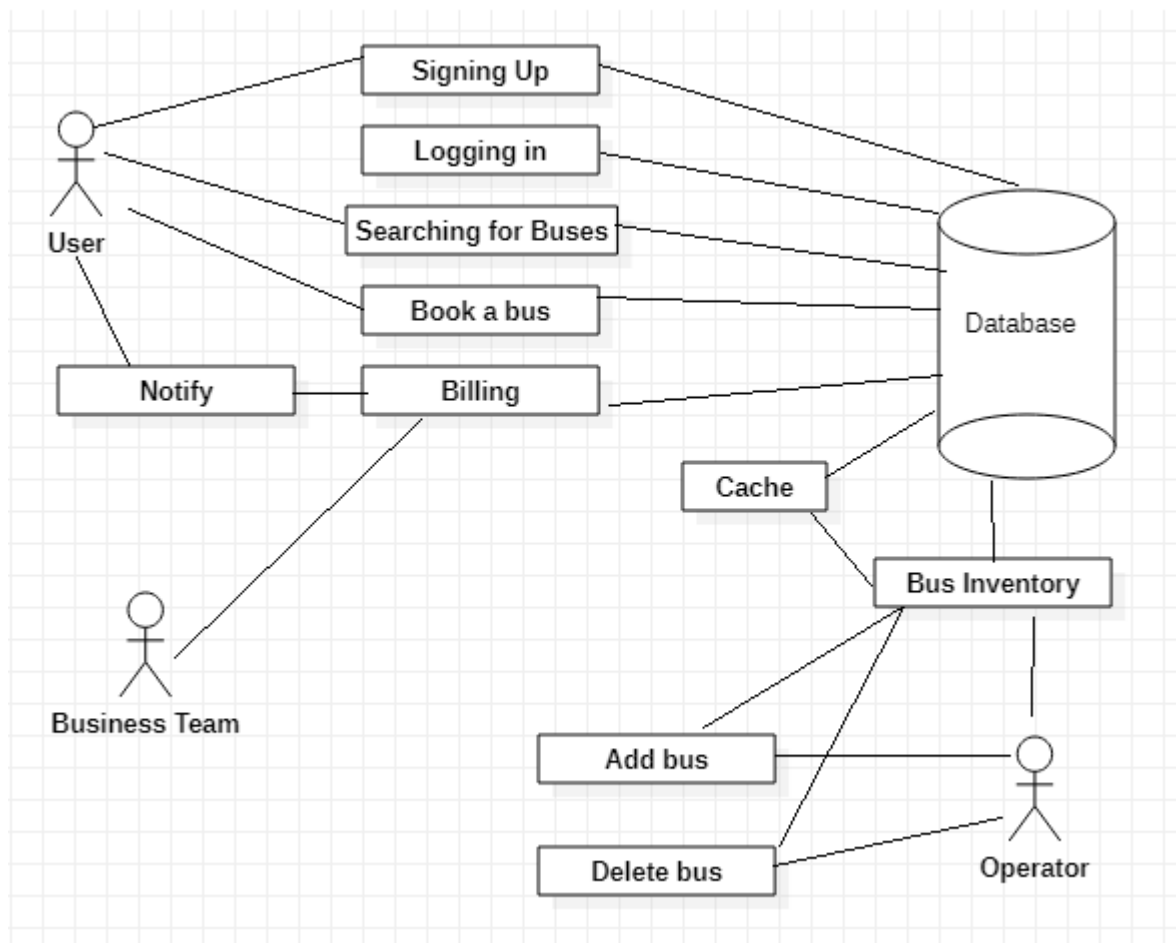 Signing Up
Logging in
User
Searching for Buses
Book a bus
Database
Notify
Billing
Cache
Bus Inventory
Business Team
Add bus
Delete bus
Operator